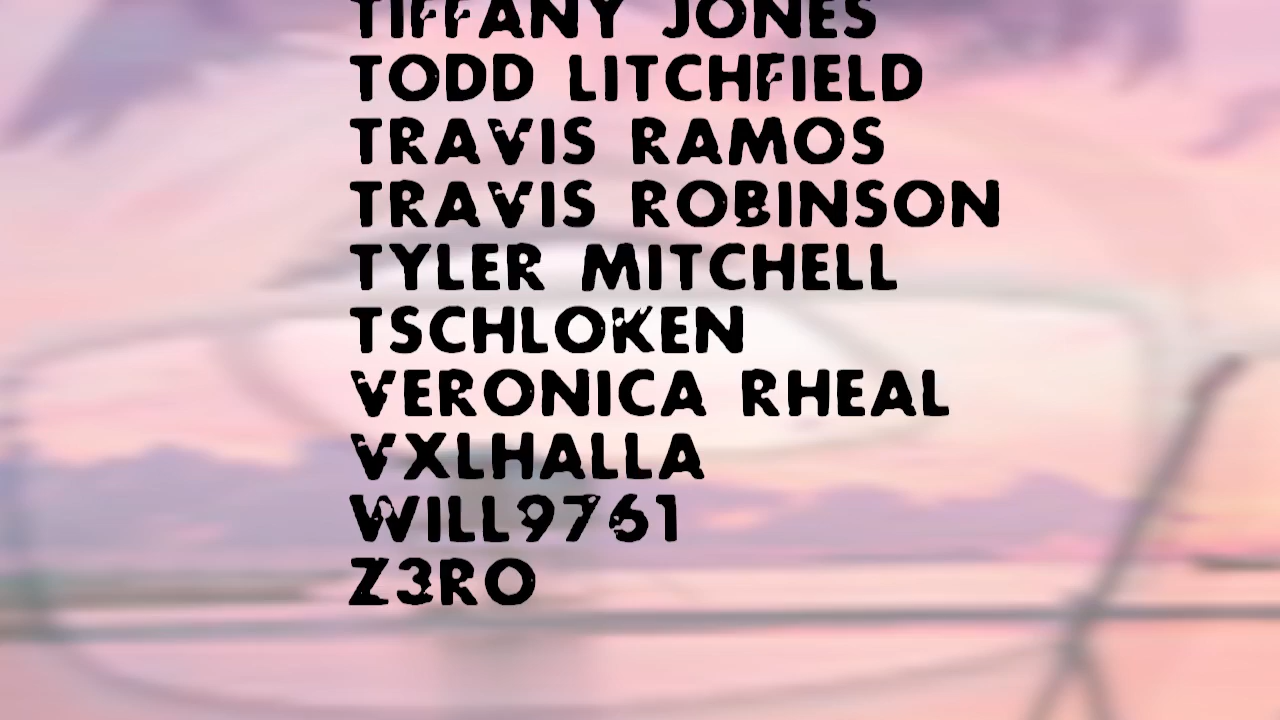 TIFFANY JONES
TODD LITCHFIELD
TRAVIS RAMOS
TRAVIS ROBINSON
TYLER MITCHELL
TSCHLOKEN
VERONICA RHEAL
VXLHALLA
WILL9761
Z3RO